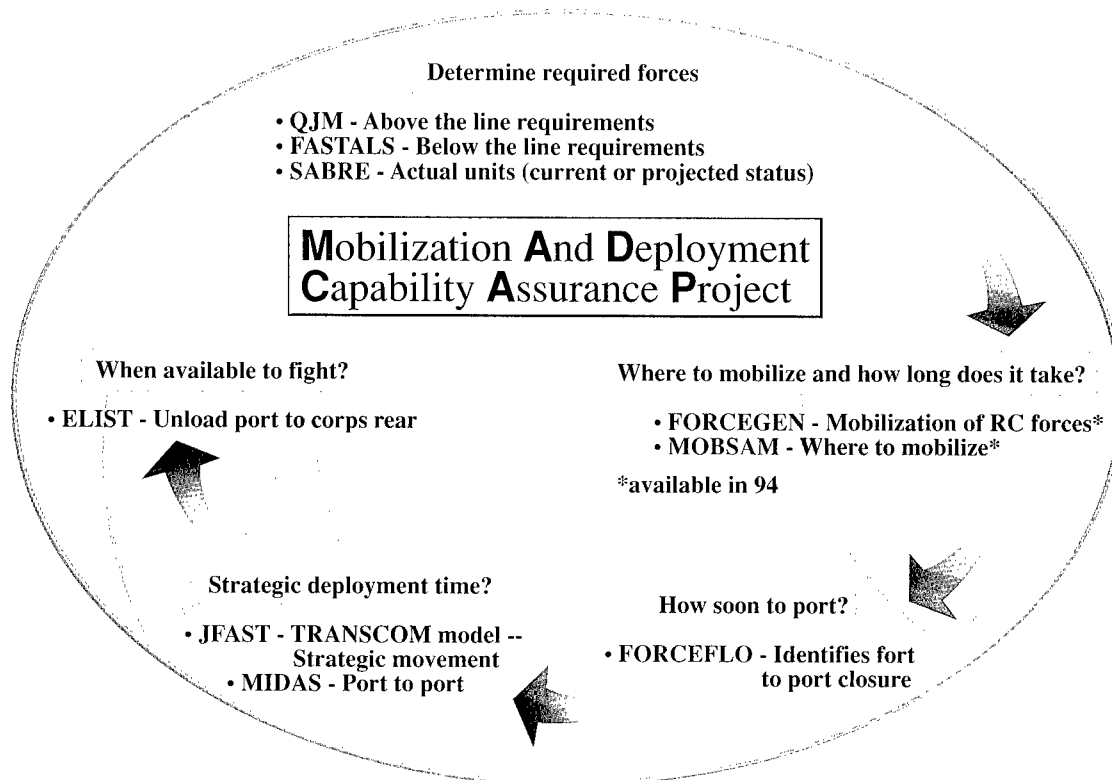 Determine required forces
• QJM - Above the line requirements
• FASTALS - Below the line requirements
• SABRE - Actual units (current or projected status)
Mobilization And Deployment
Capability Assurance Project
Where to mobilize and how long does it take?
• FORCEGEN - Mobilization of RC forces*
• MOBSAM - Where to mobilize*
*available in 94
How soon to port?
• FORCEFLO - Identifies fort
to port closure
Strategic deployment time?
• JFAST - TRANSCOM model --
Strategic movement
• MIDAS - Port to port
When available to fight?
• ELIST - Unload port to corps rear